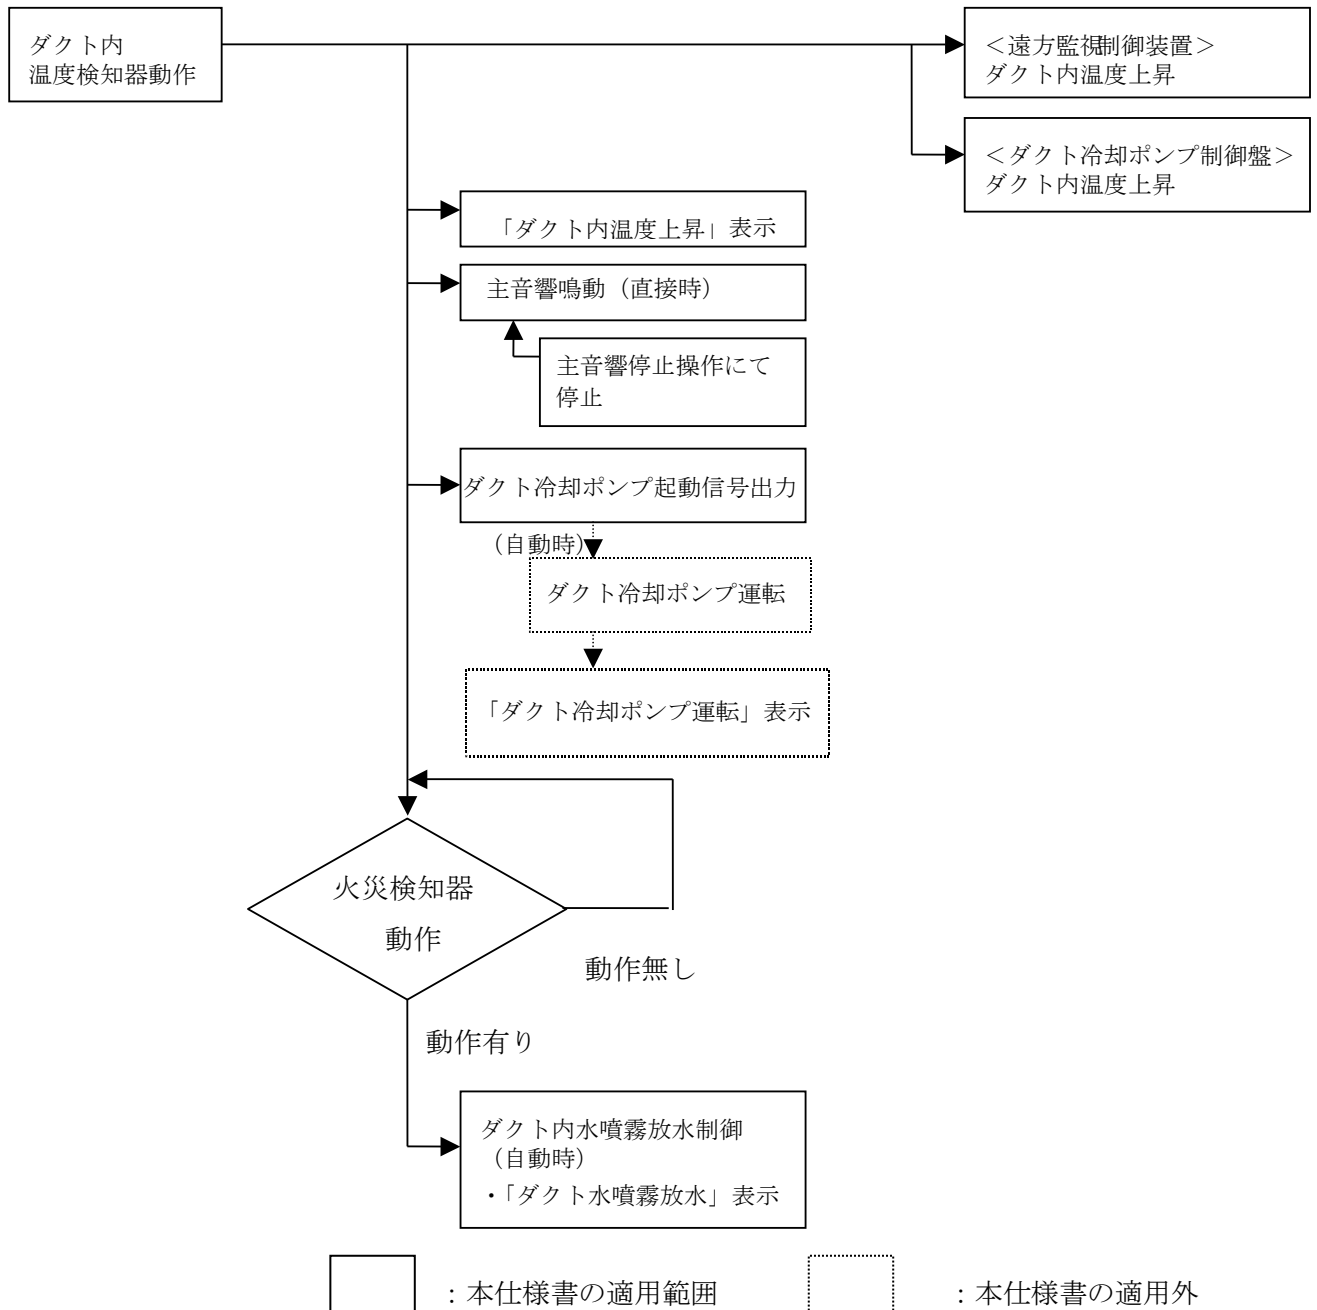 ダクト内
温度検知器動作
＜遠方監視制御装置＞
ダクト内温度上昇
＜ダクト冷却ポンプ制御盤＞
ダクト内温度上昇
「ダクト内温度上昇」表示
主音響鳴動（直接時）
主音響停止操作にて
停止
ダクト冷却ポンプ起動信号出力
（自動時）
ダクト冷却ポンプ運転
「ダクト冷却ポンプ運転」表示
火災検知器
動作
動作無し
動作有り
ダクト内水噴霧放水制御
（自動時）
・「ダクト水噴霧放水」表示
：本仕様書の適用範囲
：本仕様書の適用外